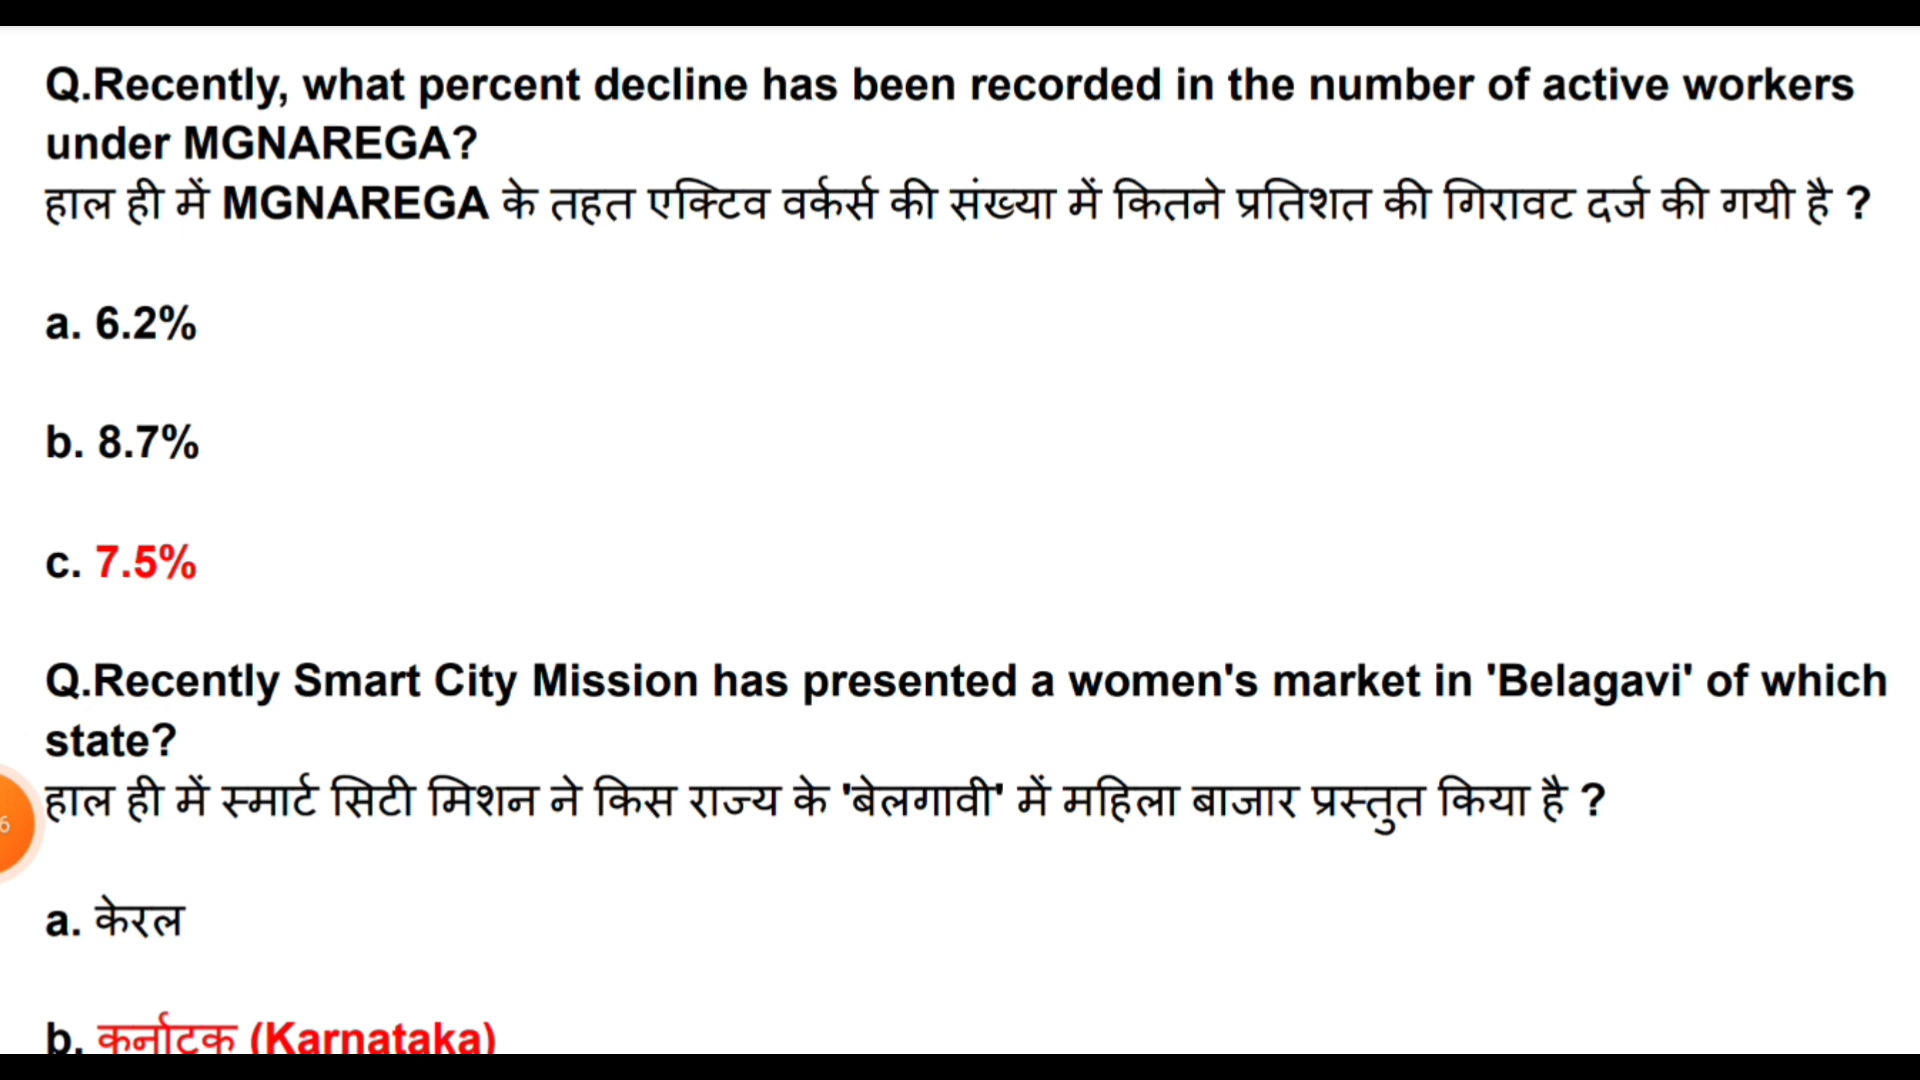 Q.Recently, what percent decline has been recorded in the number of active workers
under MGNAREGA?
हाल ही में MGNAREGA के तहत एक्टिव वर्कर्स की संख्या में कितने प्रतिशत की गिरावट दर्ज की गयी है ?
a. 6.2%
b. 8.7%
c. 7.5%
Q.Recently Smart City Mission has presented a women's market in 'Belagavi' of which
state?
हाल ही में स्मार्ट सिटी मिशन ने किस राज्य के 'बेलगावी' में महिला बाजार प्रस्तुत किया है ?
6
a. केरल
b. कर्नाटक (Karnataka)